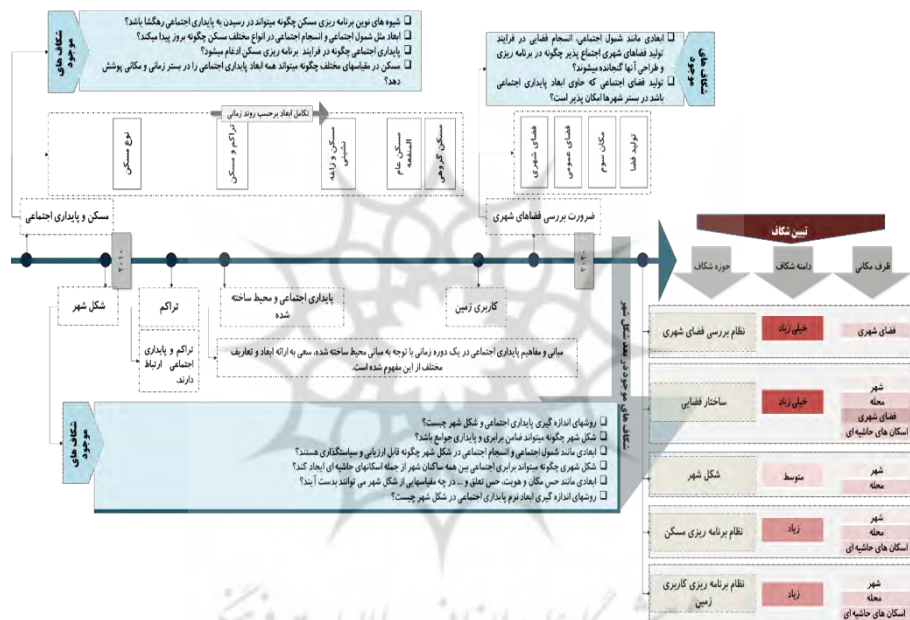 شکاف های
موجود
شیوه های نوین برنامه ریزی مسکن چگونه میتواند در رسیدن به پایداری اجتماعی رهگشا باشد؟
ابعاد مثل شمول اجتماعی و انسجام اجتماعی در انواع مختلف مسکن چگونه بروز پیدا میکند؟
پایداری اجتماعی چگونه در فرایند برنامه ریزی مسکن ادغام میشود؟
مسکن در مقیاسهای مختلف چگونه میتواند همه ابعاد پایداری اجتماعی را در بستر زمانی و مکانی پوشش
دهد؟
شکاف های
موجود
ابعادی مانند شمول اجتماعی، انسجام فضایی در فرایند
تولید فضاهای شهری اجتماع پذیر چگونه در برنامه ریزی
و طراحی آنها گنجانده میشوند؟
تولید فضای اجتماعی که حاوی ابعاد پایداری اجتماعی
باشد در بستر شهرها امکان پذیر است؟
تکامل ابعاد برحسب روند زمانی
نوع مسکن
تراکم و مسکن
مسکن و زاغه
نشینی
مسکن عام
المنفعه
مسکن گروهی
فضای شهری
فضای عمومی
مکان سوم
تولید فضا
مسکن و پایداری اجتماعی
ضرورت بررسی فضاهای شهری
۲۰۱۰
۲۰۲۰
شکل شهر
تراکم
پایداری اجتماعی و محیط ساخته
شده
کاربری زمین
تراکم و پایداری
اجتماعی ارتباط
دارند.
مبانی و مفاهیم پایداری اجتماعی در یک دوره زمانی با توجه به مبانی محیط ساخته شده، سعی به ارائه ابعاد و تعاریف
مختلف از این مفهوم شده است.
شکاف های موجود در بعد شکل شهر
شکاف های
موجود
روشهای اندازه گیری پایداری اجتماعی و شکل شهر چیست؟
شکل شهر چگونه میتواند ضامن برابری و پایداری جوامع باشد؟
ابعادی مانند شمول اجتماعی و انسجام اجتماعی در شکل شهر چگونه قابل ارزیابی و سیاستگذاری هستند؟
شکل شهری چگونه میتواند برابری اجتماعی بین همه ساکنان شهر از جمله اسکانهای حاشیه ای ایجاد کند؟
ابعادی مانند حس مکان و هویت، حس تعلق و ... در چه مقیاسهایی از شکل شهر می توانند بدست آیند؟
روشهای اندازه گیری ابعاد نرم پایداری اجتماعی در شکل شهر چیست؟
تبیین شکاف
ظرف مکانی
دامنه شکاف
حوزه شکاف
فضای شهری
خیلی زیاد
نظام بررسی فضای شهری
شهر
محله
فضای شهری
اسکان های حاشیه ای
خیلی زیاد
ساختار فضایی
شهر
محله
متوسط
شکل شهر
شهر
محله
اسکان های حاشیه ای
زیاد
نظام برنامه ریزی مسکن
شهر
محله
اسکان های حاشیه ای
زیاد
نظام برنامه ریزی کاربری
زمین